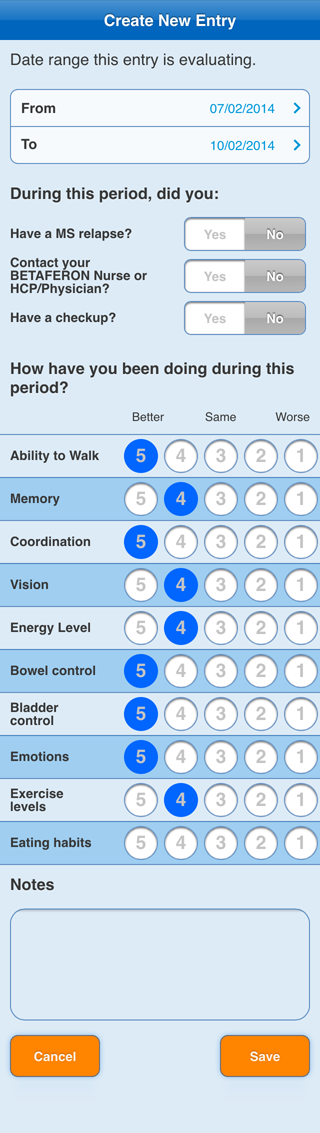 Create New Entry
Date range this entry is evaluating.
From 07/02/2014
To 10/02/2014
During this period, did you:
Have a MS relapse? Yes No
Contact your
BETAFERON Nurse or
HCP/Physician? Yes No
Have a checkup? Yes No
How have you been doing during this
period?
Better Same Worse
Ability to Walk 5 4 3 2 1
Memory 5 4 3 2 1
Coordination 5 4 3 2 1
Vision 5 4 3 2 1
Energy Level 5 4 3 2 1
Bowel control 5 4 3 2 1
Bladder
control 5 4 3 2 1
Emotions 5 4 3 2 1
Exercise
levels 5 4 3 2 1
Eating habits 5 4 3 2 1
Notes
Cancel Save